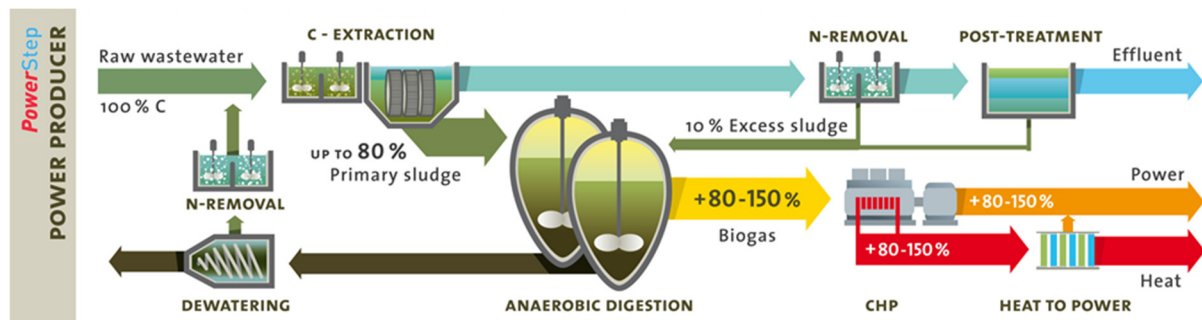 PowerStep
POWER PRODUCER
C - EXTRACTION
N-REMOVAL
POST-TREATMENT
Raw wastewater
Effluent
100 % C
10 % Excess sludge
UP TO 80 %
Primary sludge
Power
N-REMOVAL
+80-150 %
+80-150 %
Biogas
+80-150 %
Heat
DEWATERING
ANAEROBIC DIGESTION
CHP
HEAT TO POWER